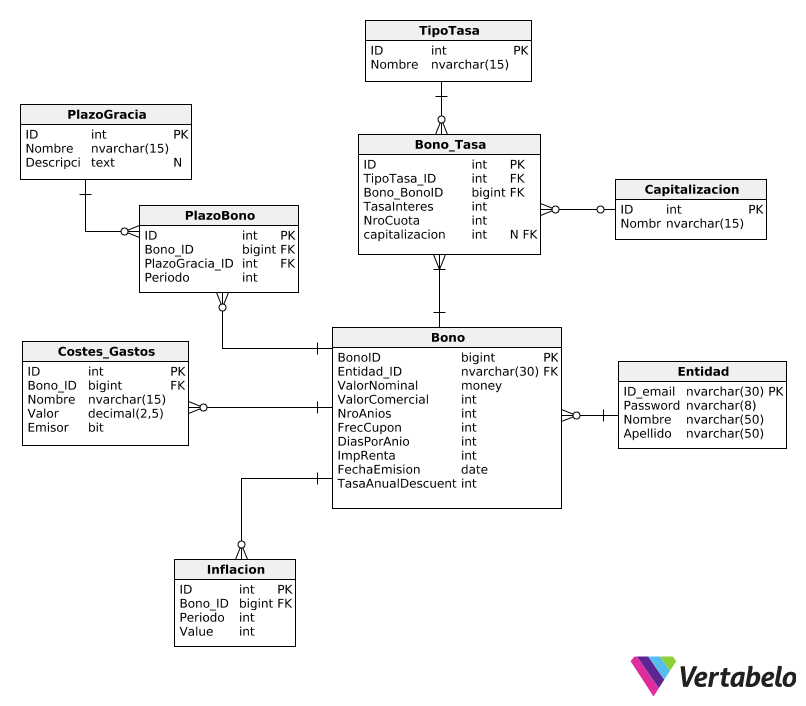 TipoTasa
ID int PK
Nombre nvarchar(15)
PlazoGracia
ID int PK
Nombre nvarchar(15)
Descripci text N
Bono_Tasa
ID int PK
TipoTasa_ID int FK
Bono_BonoID bigint FK
TasaInteres int
NroCuota int
capitalizacion int N FK
Capitalizacion
ID int PK
Nombr nvarchar(15)
PlazoBono
ID int PK
Bono_ID bigint FK
PlazoGracia_ID int FK
Periodo int
Costes_Gastos
ID int PK
Bono_ID bigint FK
Nombre nvarchar(15)
Valor decimal(2,5)
Emisor bit
Bono
BonoID bigint PK
Entidad_ID nvarchar(30) FK
ValorNominal money
ValorComercial int
NroAnios int
FrecCupon int
DiasPorAnio int
ImpRenta int
FechaEmision date
TasaAnualDescuent int
Entidad
ID_email nvarchar(30) PK
Password nvarchar(8)
Nombre nvarchar(50)
Apellido nvarchar(50)
Inflacion
ID int PK
Bono_ID bigint FK
Periodo int
Value int
Vertabelo